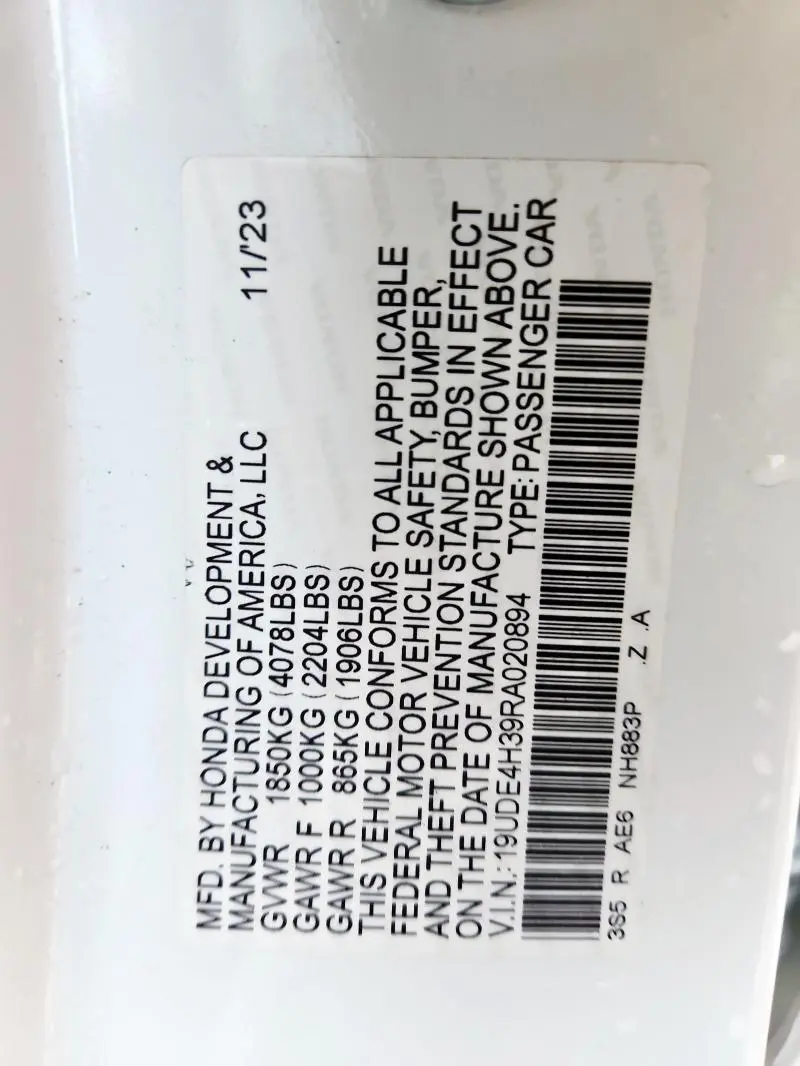 MFD. BY HONDA DEVELOPMENT &
MANUFACTURING OF AMERICA, LLC 11/'23
GVWR 1850KG (4078LBS)
GAWR F 1000KG (2204LBS)
GAWR R 865KG (1906LBS)
THIS VEHICLE CONFORMS TO ALL APPLICABLE
FEDERAL MOTOR VEHICLE SAFETY, BUMPER,
AND THEFT PREVENTION STANDARDS IN EFFECT
ON THE DATE OF MANUFACTURE SHOWN ABOVE.
V.I.N.: 19UDE4H39RA020894 TYPE: PASSENGER CAR
3S5 R AE6 NH883P .Z .A